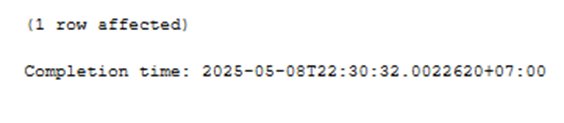 (1 row affected)
Completion time: 2025-05-08T22:30:32.0022620+07:00